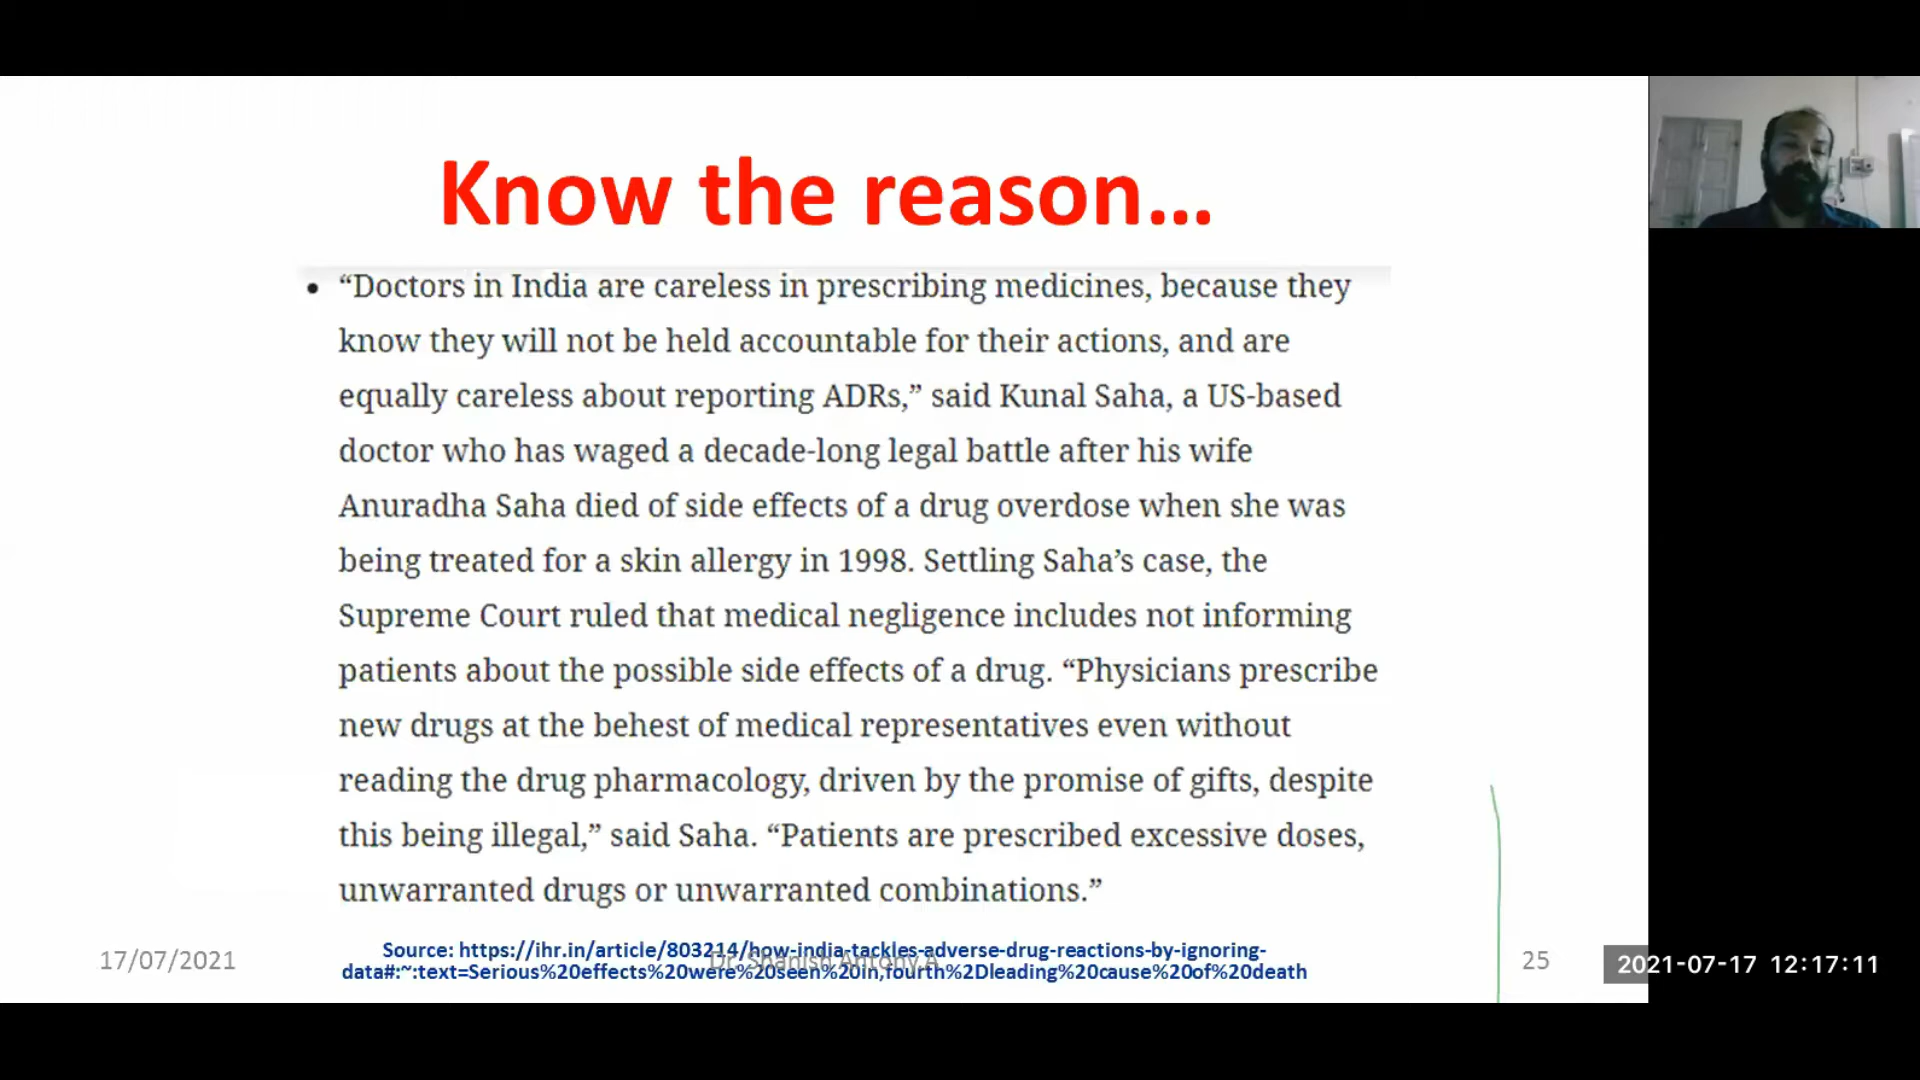 Know the reason...
• “Doctors in India are careless in prescribing medicines, because they
know they will not be held accountable for their actions, and are
equally careless about reporting ADRs,” said Kunal Saha, a US-based
doctor who has waged a decade-long legal battle after his wife
Anuradha Saha died of side effects of a drug overdose when she was
being treated for a skin allergy in 1998. Settling Saha’s case, the
Supreme Court ruled that medical negligence includes not informing
patients about the possible side effects of a drug. “Physicians prescribe
new drugs at the behest of medical representatives even without
reading the drug pharmacology, driven by the promise of gifts, despite
this being illegal,” said Saha. “Patients are prescribed excessive doses,
unwarranted drugs or unwarranted combinations.”
Source: https://ihr.in/article/803214/how-india-tackles-adverse-drug-reactions-by-ignoring-
data#:~:text=Serious%20effects%20were%20seen%20in,fourth%2Dleading%20cause%20of%20death
17/07/2021
Dr. Antony
25
2021-07-17 12:17:11